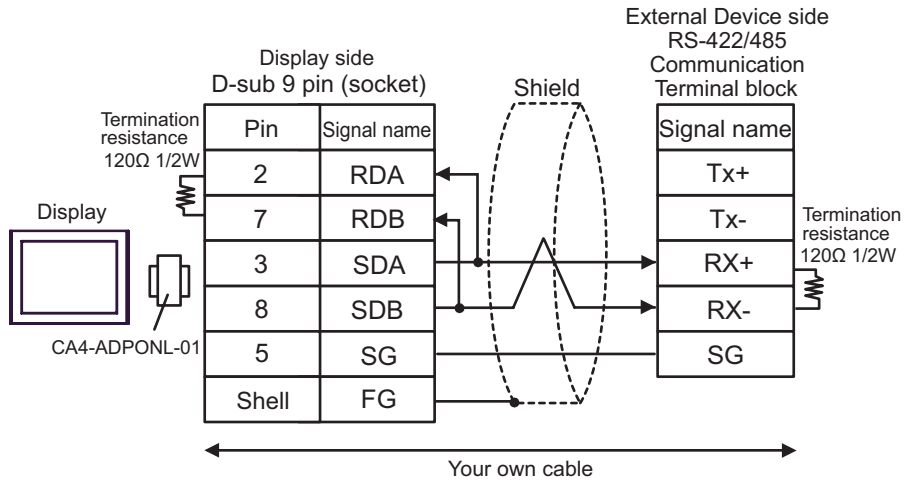 External Device side
RS-422/485
Communication
Terminal block
Display side
D-sub 9 pin (socket)
Shield
Termination
resistance
120Ω 1/2W
Pin Signal name
Signal name
2 RDA
Tx+
7 RDB
Tx-
3 SDA
RX+
8 SDB
RX-
5 SG
SG
Shell FG
Display
CA4-ADPONL-01
Termination
resistance
120Ω 1/2W
Your own cable